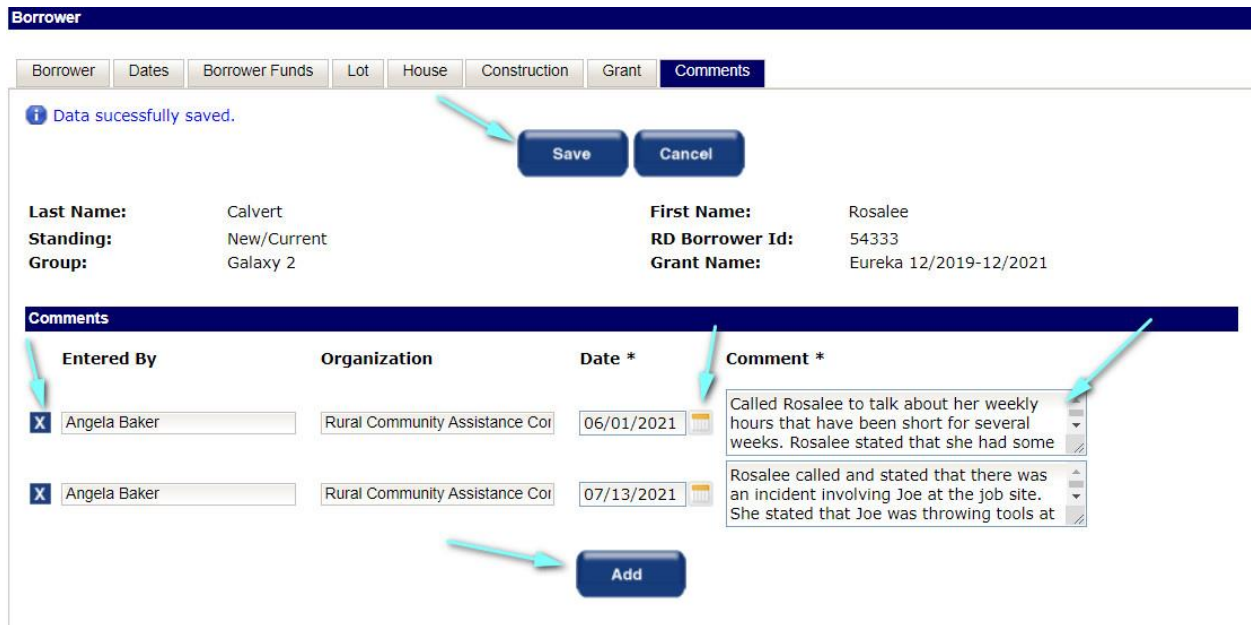 Borrower
Borrower Dates Borrower Funds Lot House Construction Grant Comments
Data sucessfully saved.
Save Cancel
Last Name: Calvert First Name: Rosalee
Standing: New/Current RD Borrower Id: 54333
Group: Galaxy 2 Grant Name: Eureka 12/2019-12/2021
Comments
Entered By Organization Date * Comment *
X Angela Baker Rural Community Assistance Cor 06/01/2021 Called Rosalee to talk about her weekly
hours that have been short for several
weeks. Rosalee stated that she had some
X Angela Baker Rural Community Assistance Cor 07/13/2021 Rosalee called and stated that there was
an incident involving Joe at the job site.
She stated that Joe was throwing tools at
Add